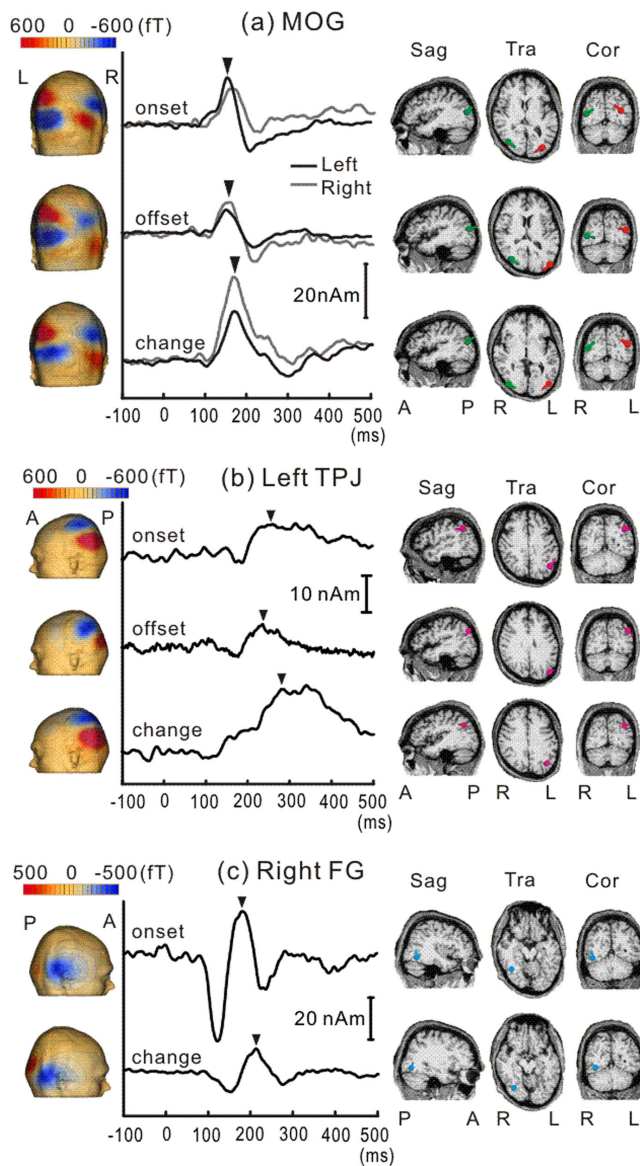 600 0 -600 (fT)
(a) MOG
L R
Sag Tra Cor
onset
Left
Right
offset
20nAm
change
A P R L R L
-100 0 100 200 300 400 500
(ms)
600 0 -600 (fT)
(b) Left TPJ
A P
Sag Tra Cor
onset
10 nAm
offset
change
A P R L R L
-100 0 100 200 300 400 500
(ms)
500 0 -500 (fT)
(c) Right FG
P A
Sag Tra Cor
onset
20 nAm
change
P A R L R L
-100 0 100 200 300 400 500
(ms)